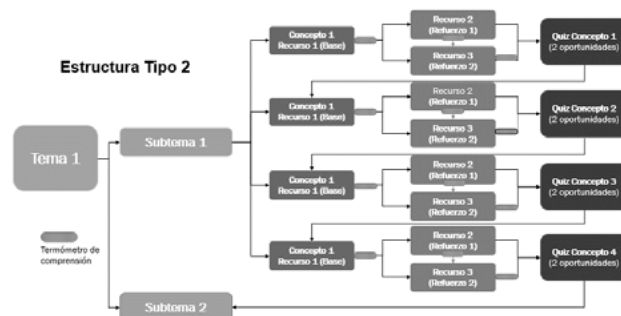 Estructura Tipo 2
Tema 1
Termómetro de
comprensión
Subtema 1
Subtema 2
Concepto 1
Recurso 1 (Base)
Recurso 2
(Refuerzo 1)
Recurso 3
(Refuerzo 2)
Quiz Concepto 1
(2 oportunidades)
Concepto 1
Recurso 1 (Base)
Recurso 2
(Refuerzo 1)
Recurso 3
(Refuerzo 2)
Quiz Concepto 2
(2 oportunidades)
Concepto 1
Recurso 1 (Base)
Recurso 2
(Refuerzo 1)
Recurso 3
(Refuerzo 2)
Quiz Concepto 3
(2 oportunidades)
Concepto 1
Recurso 1 (Base)
Recurso 2
(Refuerzo 1)
Recurso 3
(Refuerzo 2)
Quiz Concepto 4
(2 oportunidades)